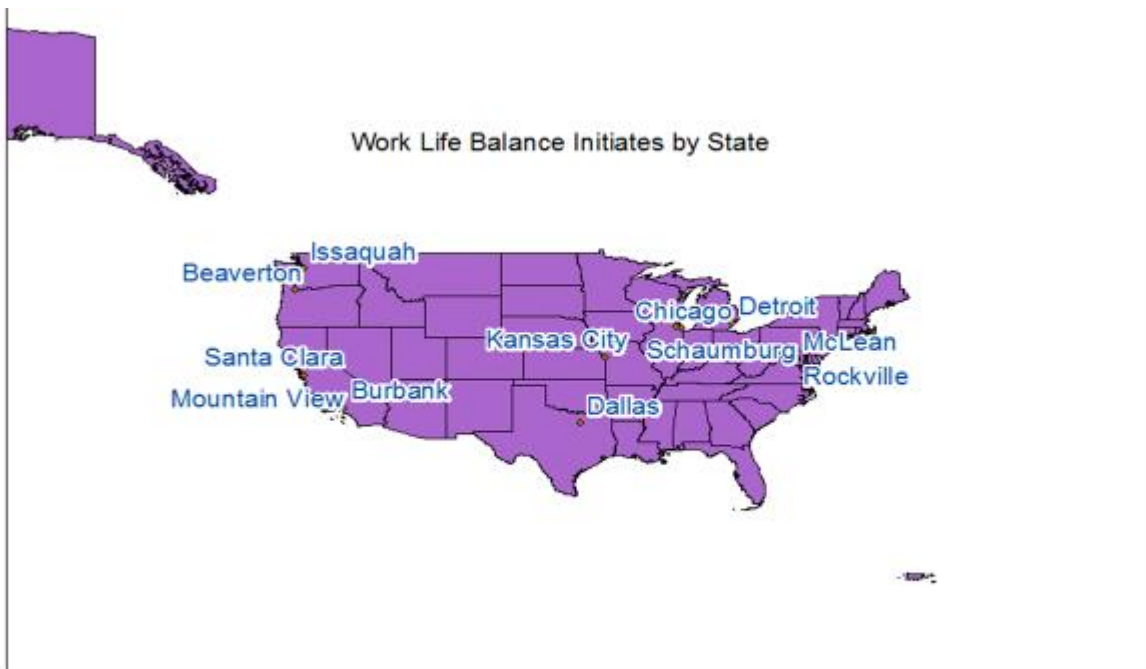 Work Life Balance Initiates by State
Issaquah
Beaverton
Chicago
Detroit
Kansas City
Schaumburg
McLean
Santa Clara
Rockville
Mountain View
Burbank
Dallas